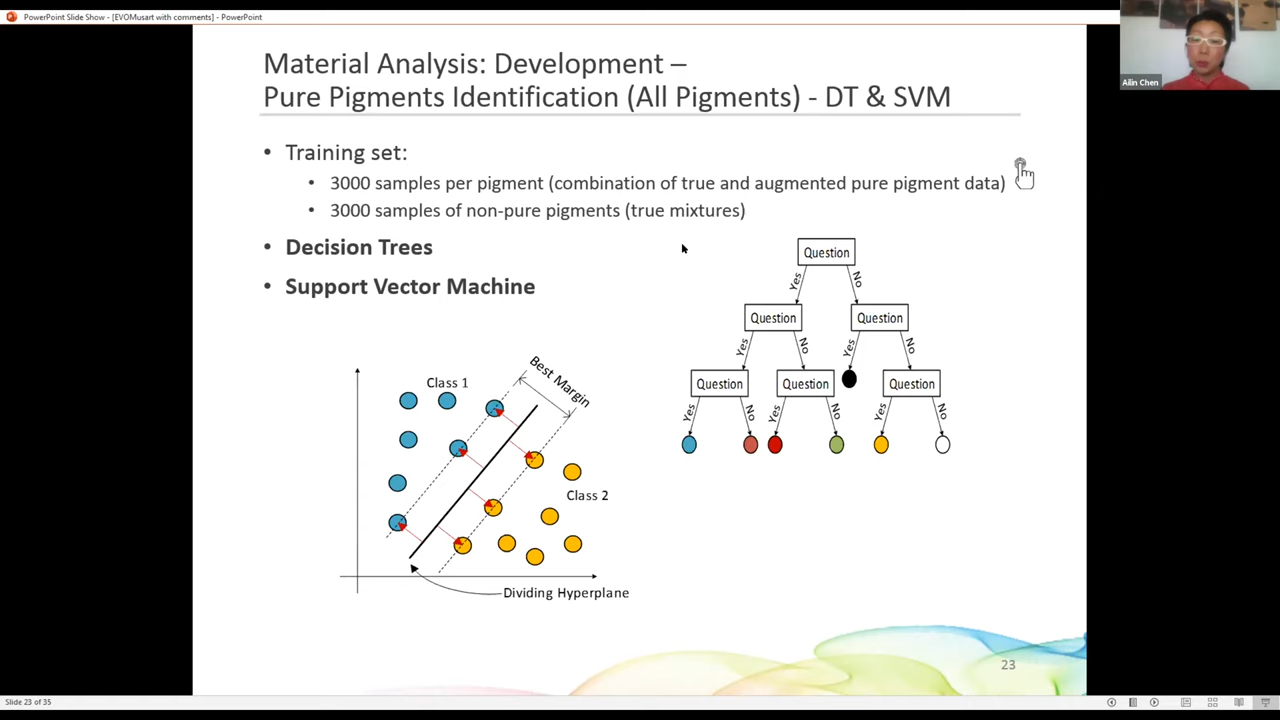 PowerPoint Slide Show - [EVOMusart with comments] - PowerPoint
Ailin Chen
Material Analysis: Development –
Pure Pigments Identification (All Pigments) - DT & SVM
• Training set:
• 3000 samples per pigment (combination of true and augmented pure pigment data)
• 3000 samples of non-pure pigments (true mixtures)
• Decision Trees
• Support Vector Machine
Question
Yes No
Question Question
Yes No Yes No
Question Question Question
Yes No Yes No Yes No
Class 1
Best Margin
Class 2
Dividing Hyperplane
23
Slide 23 of 35